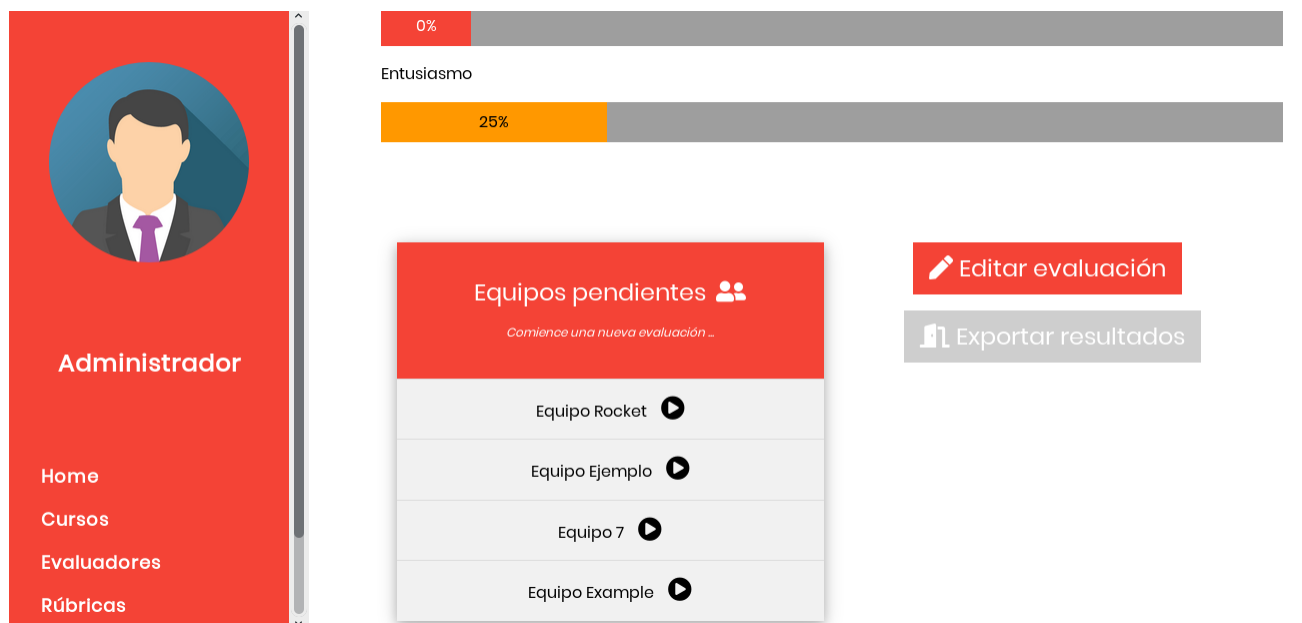 Administrador
Home
Cursos
Evaluadores
Rúbricas
0%
Entusiasmo
25%
Equipos pendientes
Comience una nueva evaluación ...
Equipo Rocket
Equipo Ejemplo
Equipo 7
Equipo Example
Editar evaluación
Exportar resultados